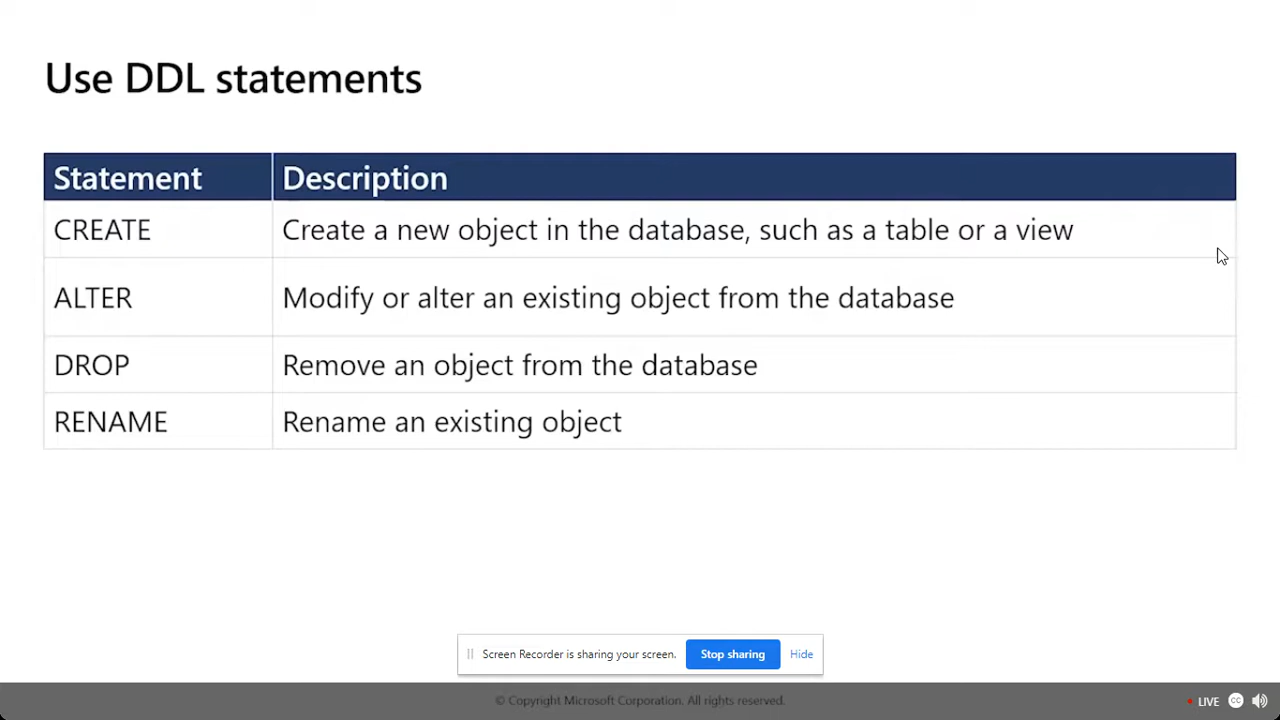 Use DDL statements
Statement Description
CREATE Create a new object in the database, such as a table or a view
ALTER Modify or alter an existing object from the database
DROP Remove an object from the database
RENAME Rename an existing object
Screen Recorder is sharing your screen. Stop sharing Hide
© Copyright Microsoft Corporation. All rights reserved.
LIVE CC